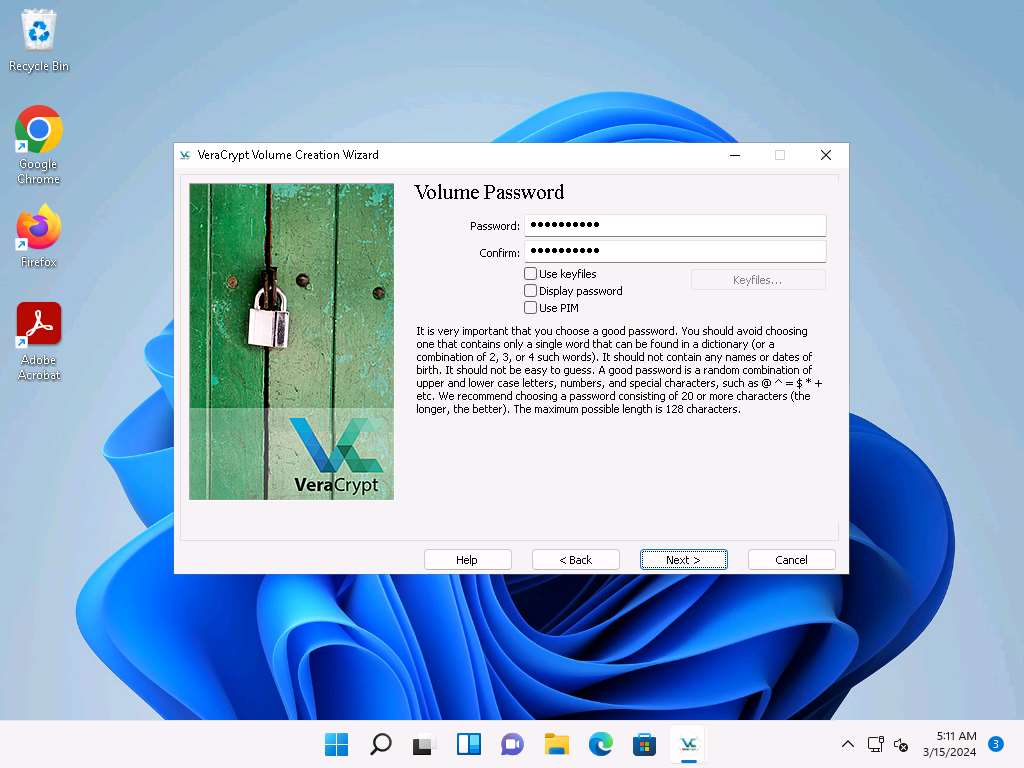 Recycle Bin
Google
Chrome
Firefox
Adobe
Acrobat
VeraCrypt Volume Creation Wizard
Volume Password
Password: ●●●●●●●●●●
Confirm: ●●●●●●●●●●
Use keyfiles
Keyfiles...
Display password
Use PIM
It is very important that you choose a good password. You should avoid choosing
one that contains only a single word that can be found in a dictionary (or a
combination of 2, 3, or 4 such words). It should not contain any names or dates of
birth. It should not be easy to guess. A good password is a random combination of
upper and lower case letters, numbers, and special characters, such as @ ^ = $ * +
etc. We recommend choosing a password consisting of 20 or more characters (the
longer, the better). The maximum possible length is 128 characters.
VeraCrypt
Help
< Back
Next >
Cancel
5:11 AM
3/15/2024
3